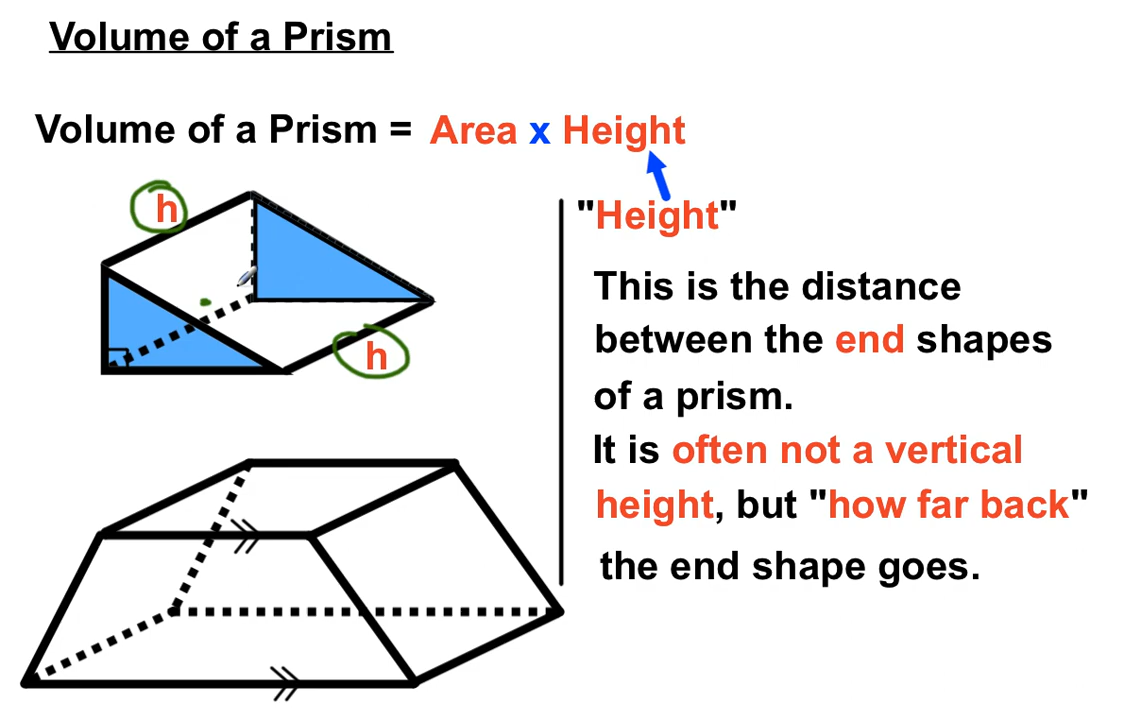 Volume of a Prism
Volume of a Prism = Area x Height
h
h
"Height"
This is the distance
between the end shapes
of a prism.
It is often not a vertical
height, but "how far back"
the end shape goes.